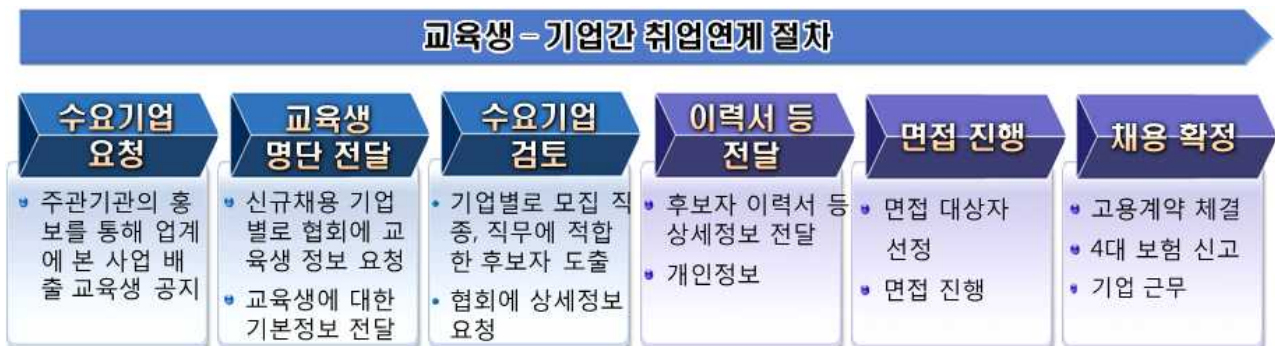 교육생 – 기업간 취업연계 절차
수요기업
요청
주관기관의 홍
보를 통해 업계
에 본 사업 배
출 교육생 공지
교육생
명단 전달
신규채용 기업
별로 협회에 교
육생 정보 요청
교육생에 대한
기본정보 전달
수요기업
검토
기업별로 모집 직
종, 직무에 적합
한 후보자 도출
협회에 상세정보
요청
이력서 등
전달
후보자 이력서 등
상세정보 전달
개인정보
면접 진행
면접 대상자
선정
면접 진행
채용 확정
고용계약 체결
4대 보험 신고
기업 근무